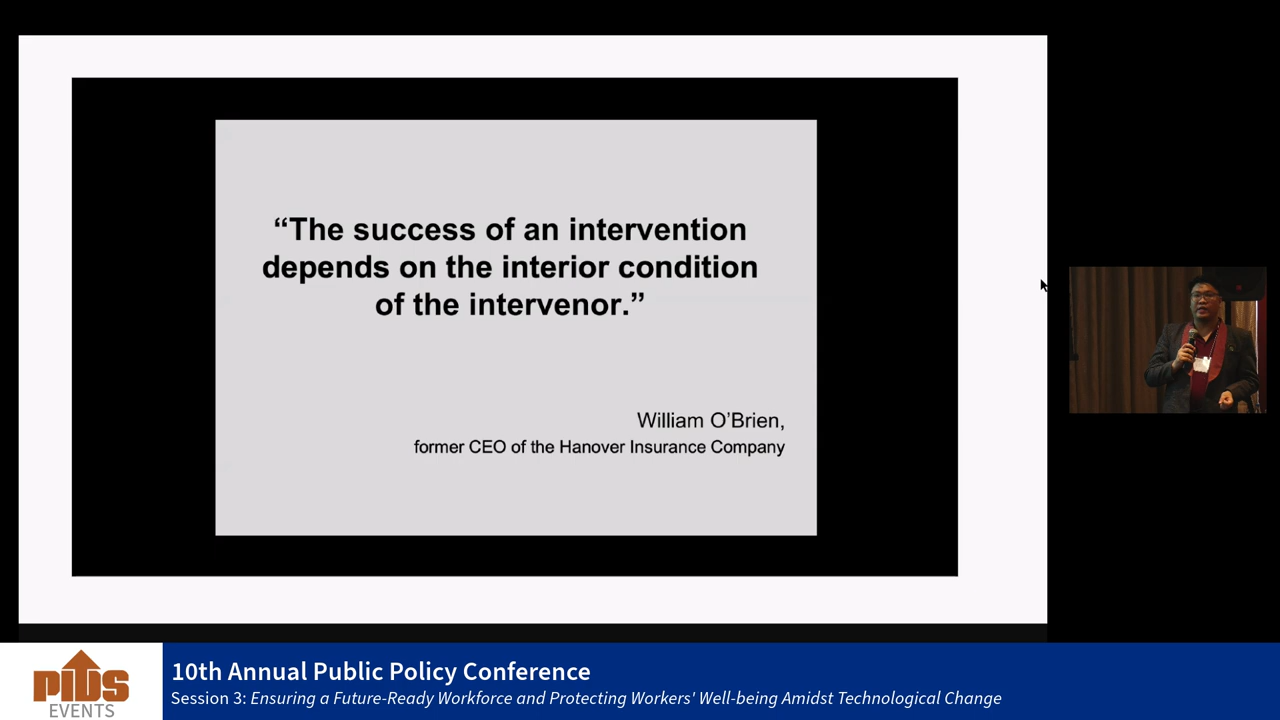 “The success of an intervention
depends on the interior condition
of the intervenor.”
William O’Brien,
former CEO of the Hanover Insurance Company
PIDS
EVENTS
10th Annual Public Policy Conference
Session 3: Ensuring a Future-Ready Workforce and Protecting Workers' Well-being Amidst Technological Change